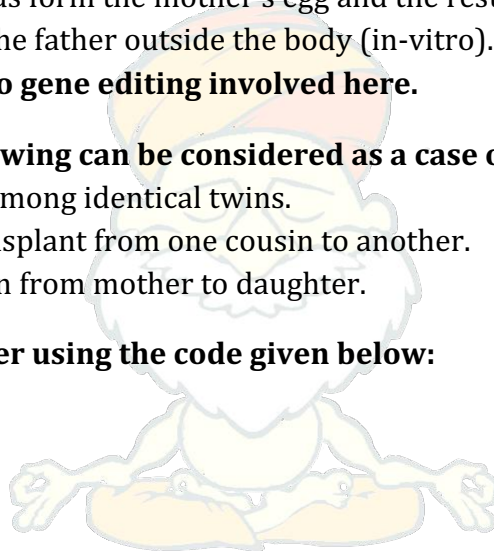 us form the mother's egg and the rest
he father outside the body (in-vitro).
o gene editing involved here.
wing can be considered as a case o
mong identical twins.
splant from one cousin to another.
n from mother to daughter.
er using the code given below: